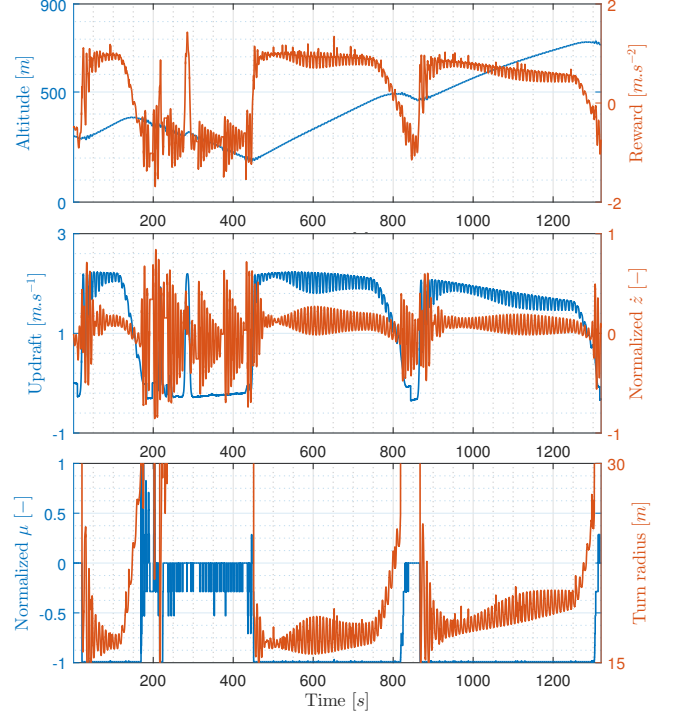 900
500
0
Altitude [m]
2
0
-2
Reward [m.s⁻²]
200 400 600 800 1000 1200
3
1
-1
Updraft [m.s⁻¹]
1
0
-1
Normalized ż [−]
200 400 600 800 1000 1200
1
0.5
0
-0.5
-1
Normalized μ [−]
30
15
Turn radius [m]
200 400 600 800 1000 1200
Time [s]